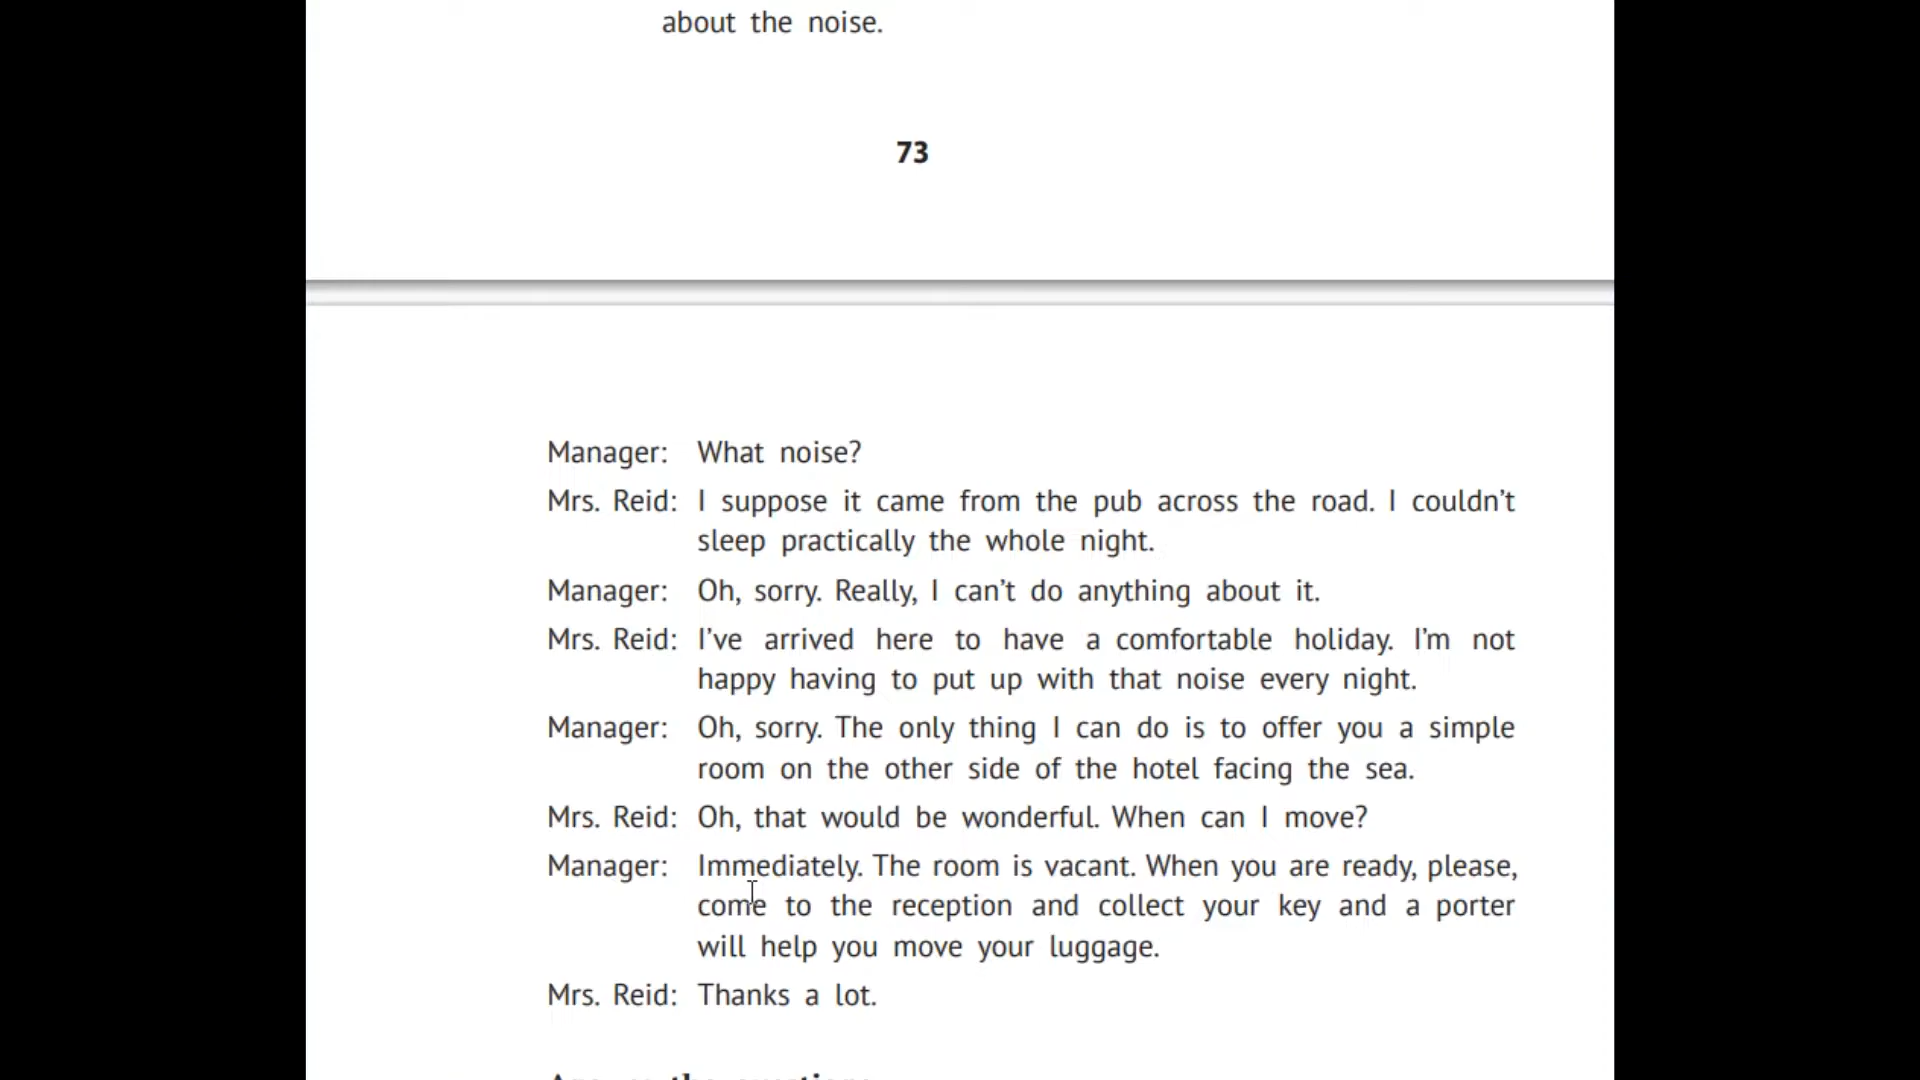 about the noise.
73
Manager: What noise?
Mrs. Reid: I suppose it came from the pub across the road. I couldn't
sleep practically the whole night.
Manager: Oh, sorry. Really, I can't do anything about it.
Mrs. Reid: I've arrived here to have a comfortable holiday. I'm not
happy having to put up with that noise every night.
Manager: Oh, sorry. The only thing I can do is to offer you a simple
room on the other side of the hotel facing the sea.
Mrs. Reid: Oh, that would be wonderful. When can I move?
Manager: Immediately. The room is vacant. When you are ready, please,
come to the reception and collect your key and a porter
will help you move your luggage.
Mrs. Reid: Thanks a lot.